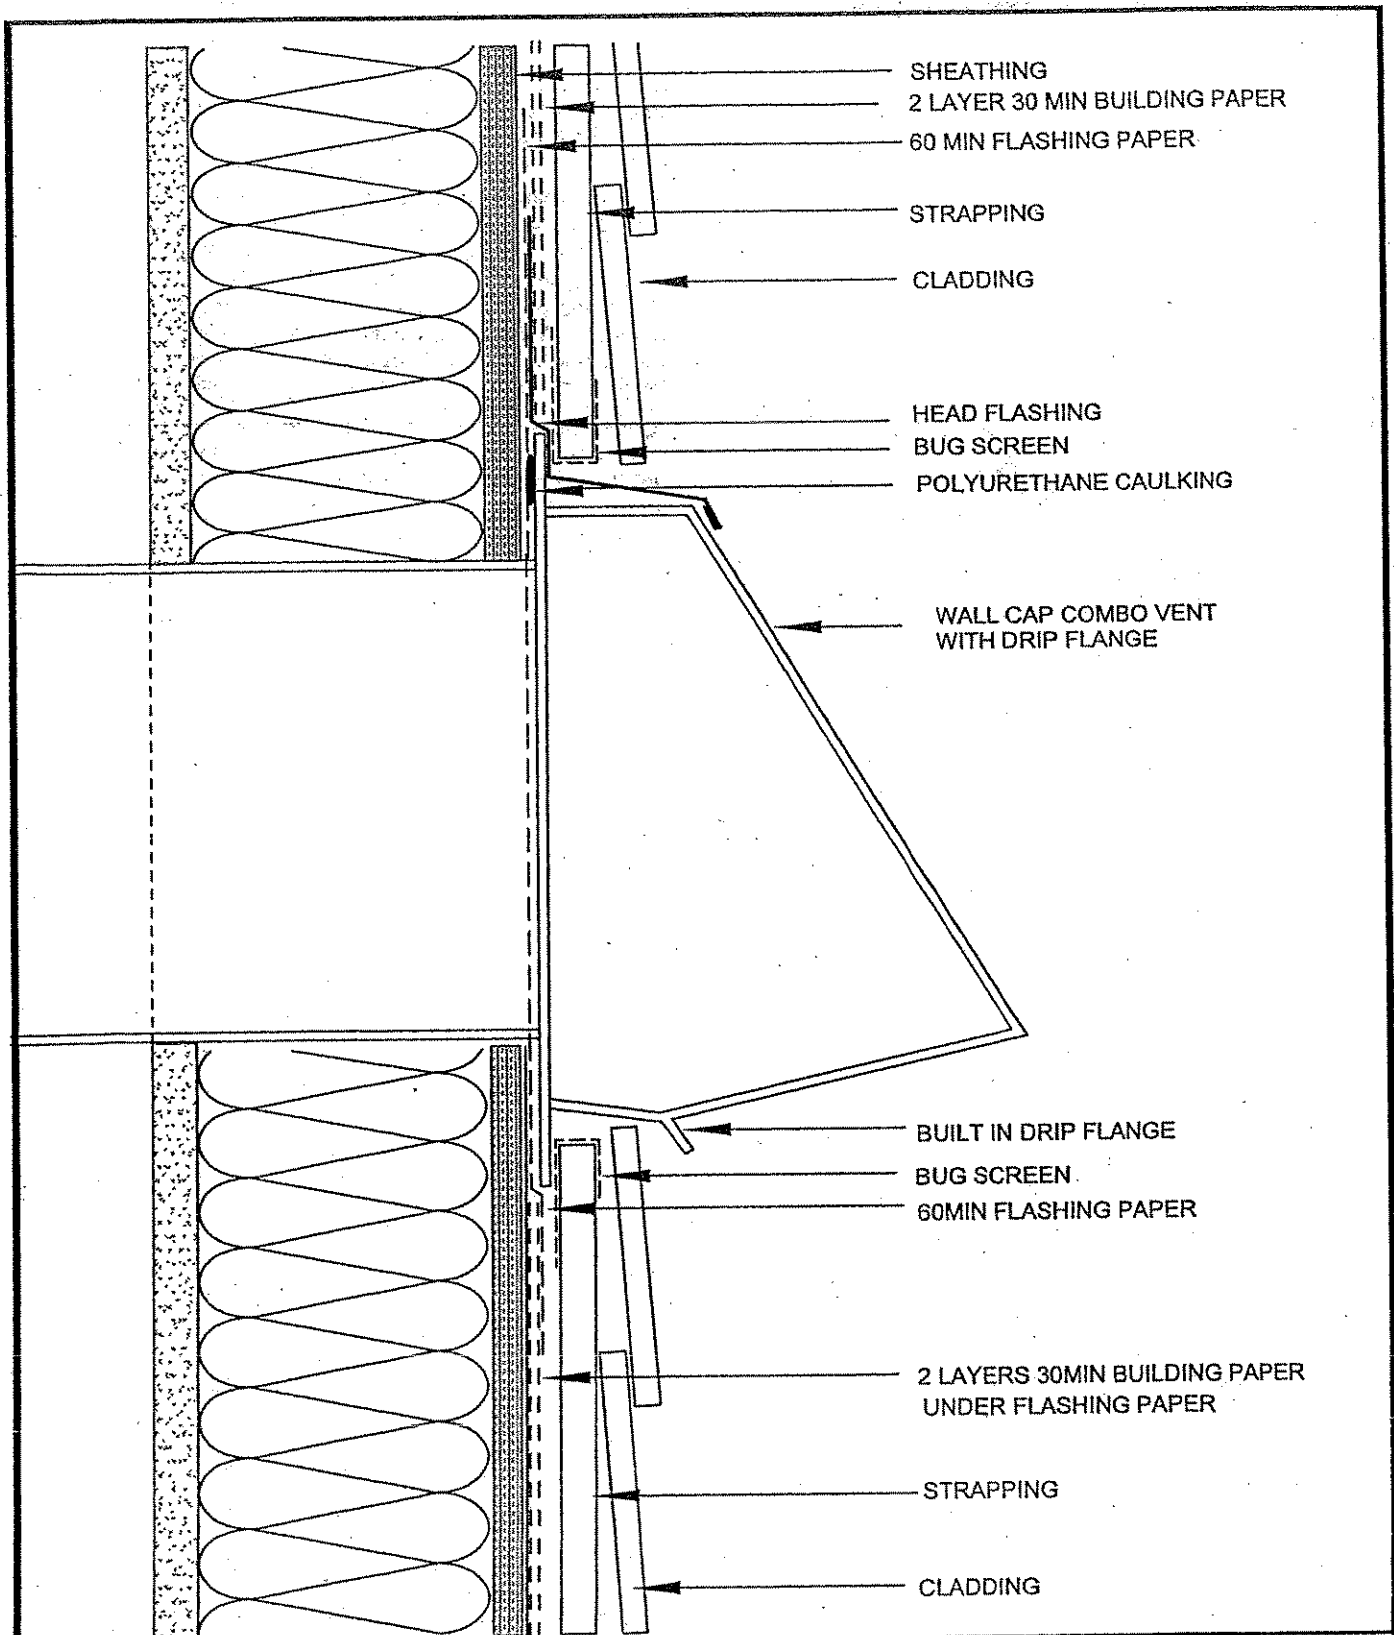 SHEATHING
2 LAYER 30 MIN BUILDING PAPER
60 MIN FLASHING PAPER
STRAPPING
CLADDING
HEAD FLASHING
BUG SCREEN
POLYURETHANE CAULKING
WALL CAP COMBO VENT
WITH DRIP FLANGE
BUILT IN DRIP FLANGE
BUG SCREEN
60MIN FLASHING PAPER
2 LAYERS 30MIN BUILDING PAPER
UNDER FLASHING PAPER
STRAPPING
CLADDING